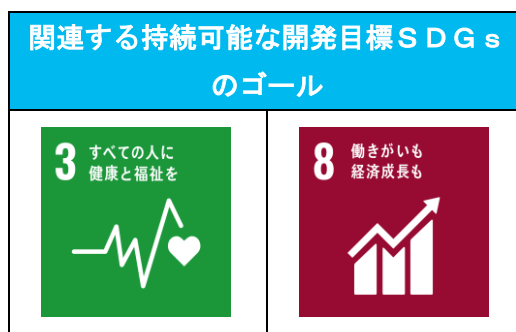 関連する持続可能な開発目標ＳＤＧｓ
のゴール
3 すべての人に
健康と福祉を
8 働きがいも
経済成長も